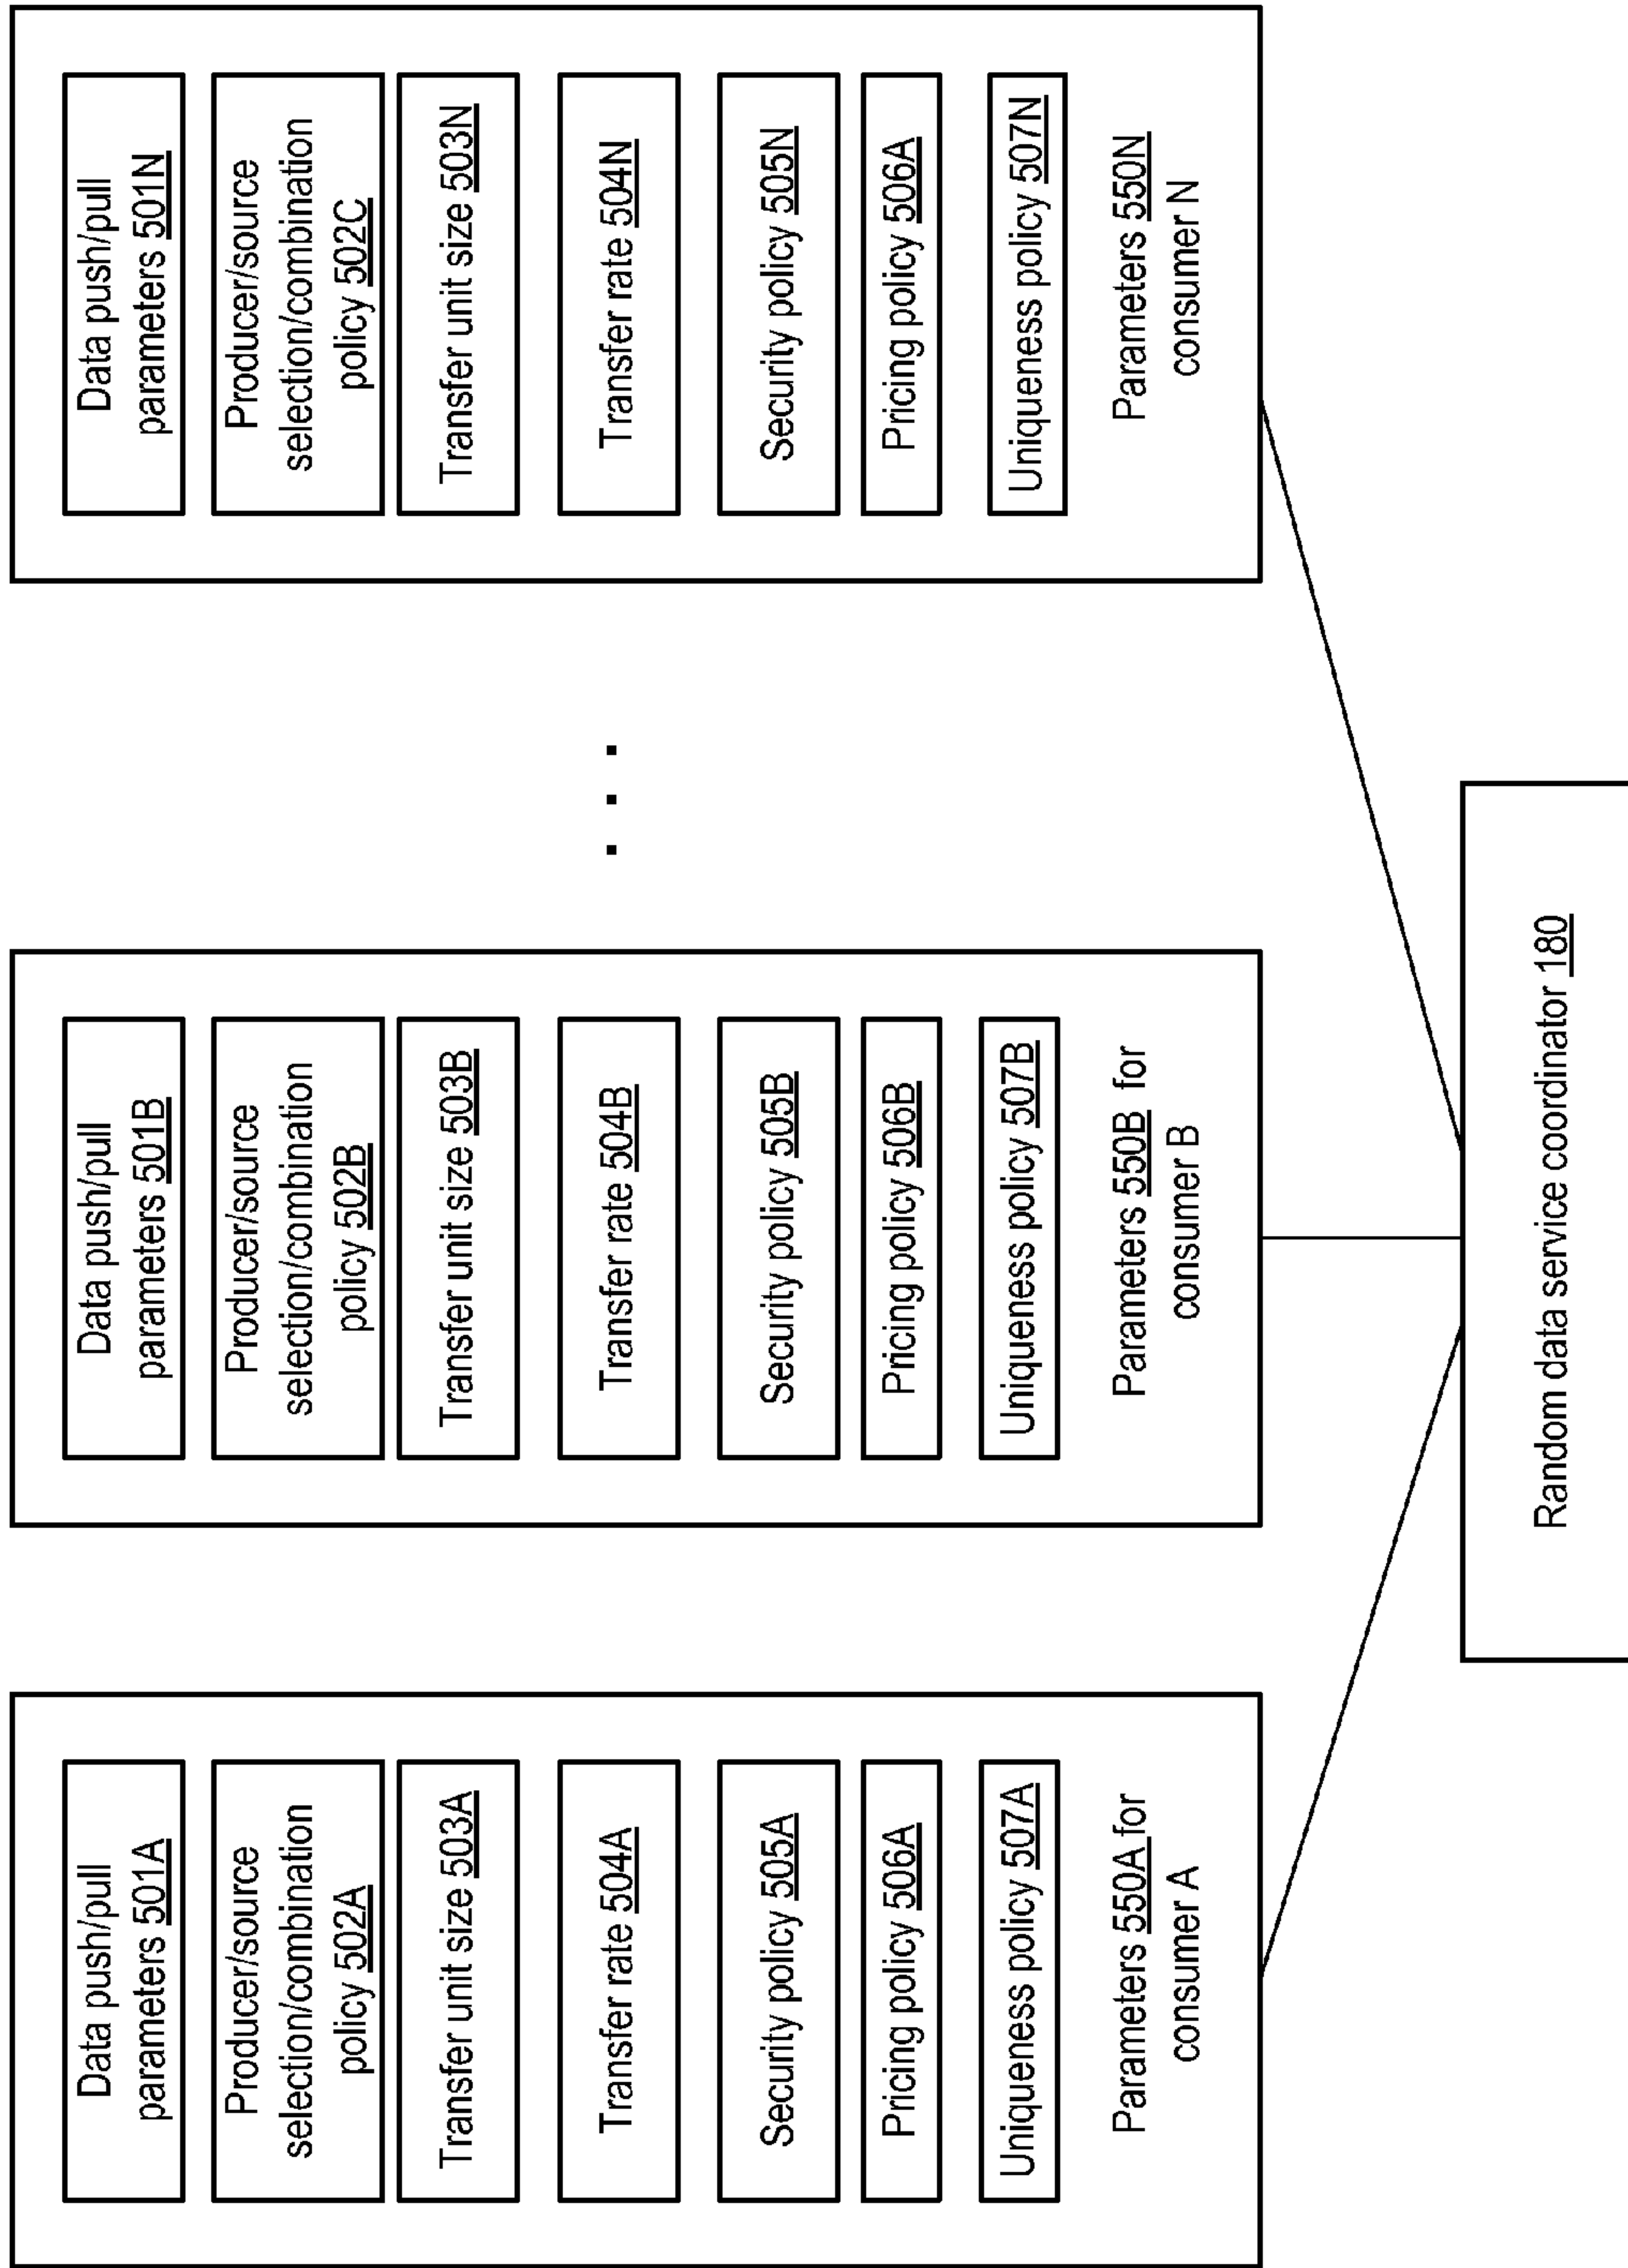 Data push/pull
parameters 501A
Producer/source
selection/combination
policy 502A
Transfer unit size 503A
Transfer rate 504A
Security policy 505A
Pricing policy 506A
Uniqueness policy 507A
Parameters 550A for
consumer A
Data push/pull
parameters 501B
Producer/source
selection/combination
policy 502B
Transfer unit size 503B
Transfer rate 504B
Security policy 505B
Pricing policy 506B
Uniqueness policy 507B
Parameters 550B for
consumer B
. . .
Data push/pull
parameters 501N
Producer/source
selection/combination
policy 502C
Transfer unit size 503N
Transfer rate 504N
Security policy 505N
Pricing policy 506A
Uniqueness policy 507N
Parameters 550N
consumer N
Random data service coordinator 180